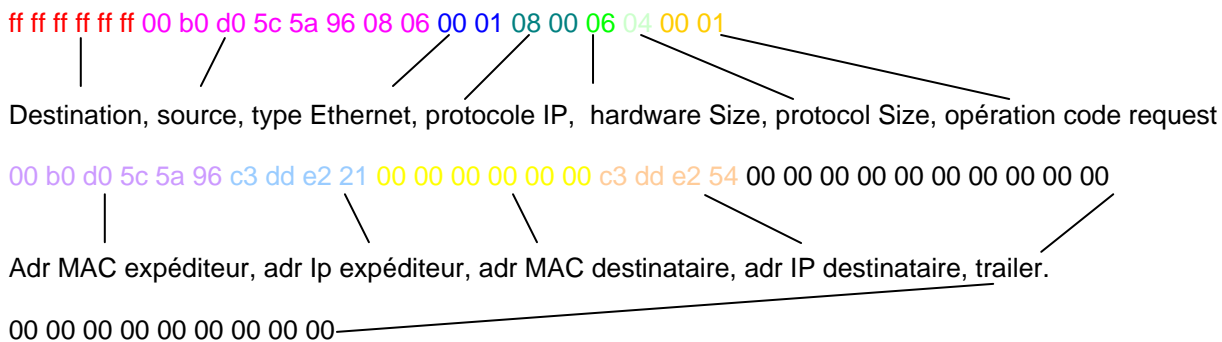 ff ff ff ff ff ff 00 b0 d0 5c 5a 96 08 06 00 01 08 00 06 04 00 01
Destination, source, type Ethernet, protocole IP, hardware Size, protocol Size, opération code request
00 b0 d0 5c 5a 96 c3 dd e2 21 00 00 00 00 00 00 c3 dd e2 54 00 00 00 00 00 00 00 00 00 00
Adr MAC expéditeur, adr Ip expéditeur, adr MAC destinataire, adr IP destinataire, trailer.
00 00 00 00 00 00 00 00 00